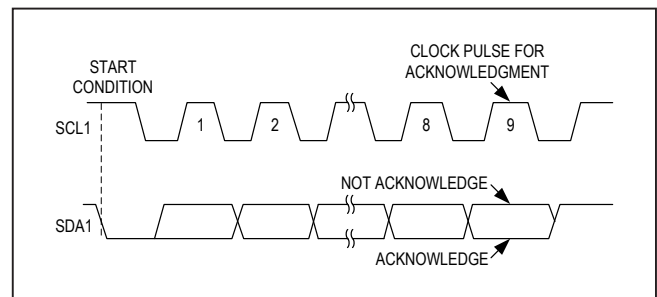 START
CONDITION
CLOCK PULSE FOR
ACKNOWLEDGMENT
SCL1
1
2
8
9
NOT ACKNOWLEDGE
SDA1
ACKNOWLEDGE